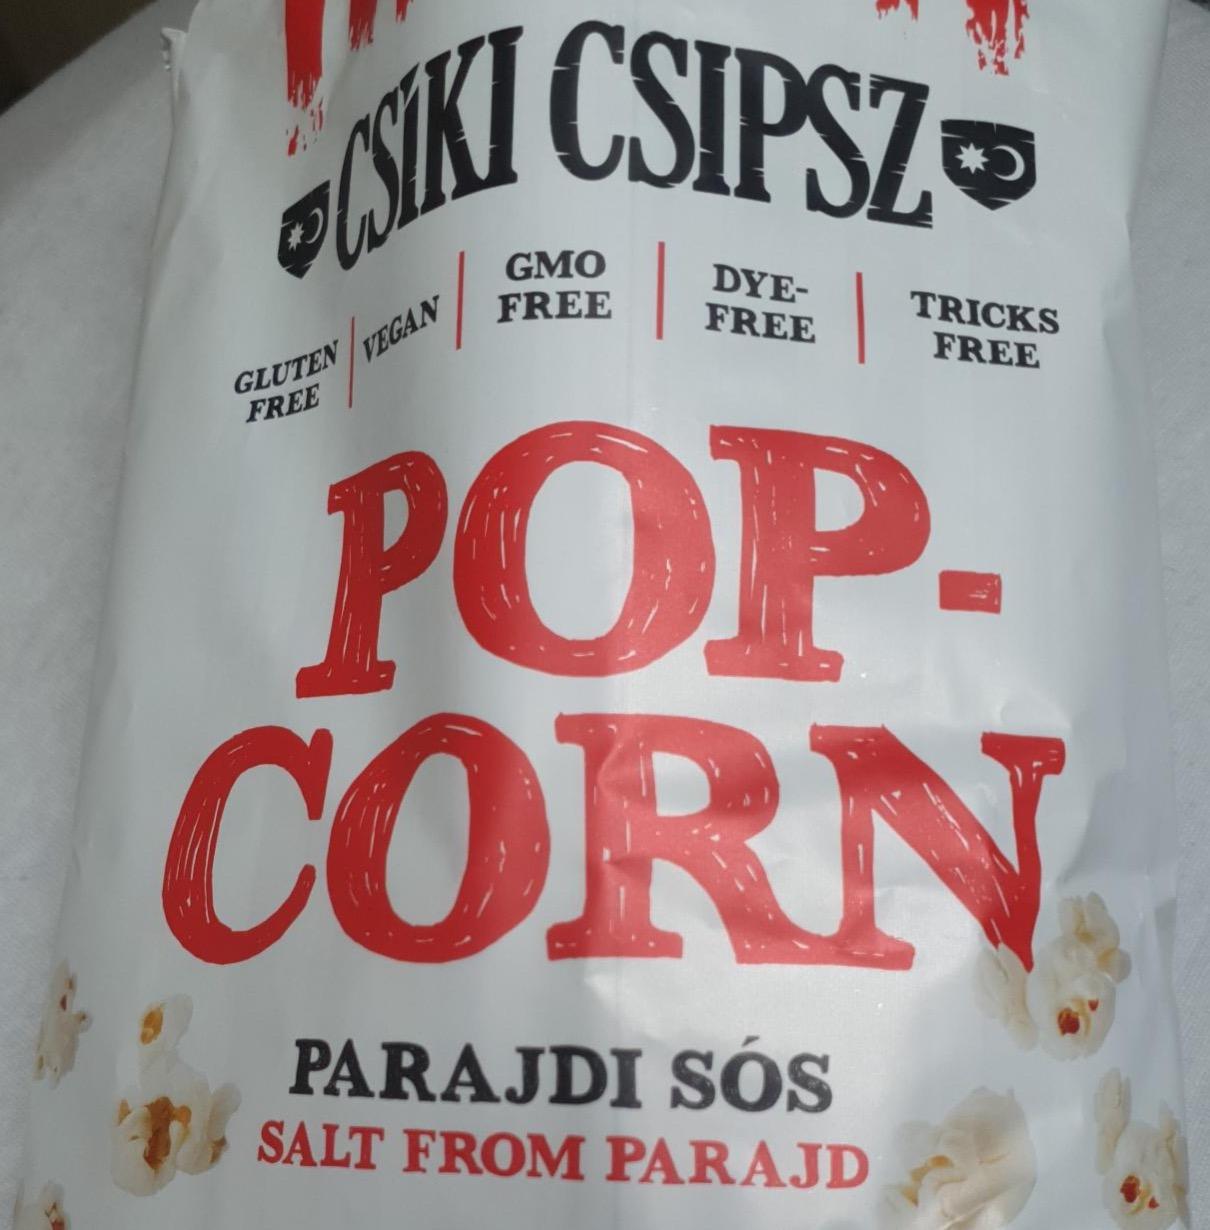 CSÍKI CSIPSZ
GLUTEN
FREE
VEGAN
GMO
FREE
DYE-
FREE
TRICKS
FREE
POP-
CORN
PARAJDI SÓS
SALT FROM PARAJD